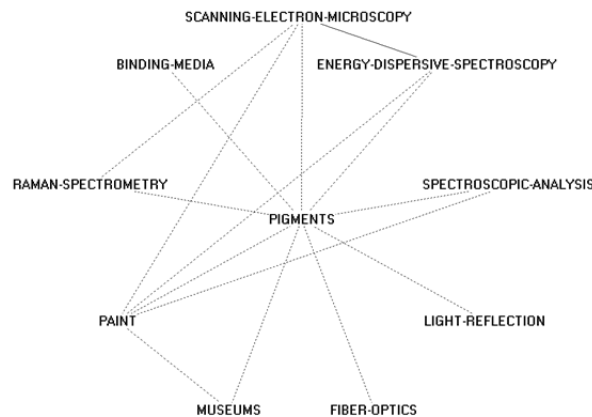 SCANNING-ELECTRON-MICROSCOPY
BINDING-MEDIA
ENERGY-DISPERSIVE-SPECTROSCOPY
RAMAN-SPECTROMETRY
SPECTROSCOPIC-ANALYSIS
PIGMENTS
PAINT
LIGHT-REFLECTION
MUSEUMS
FIBER-OPTICS